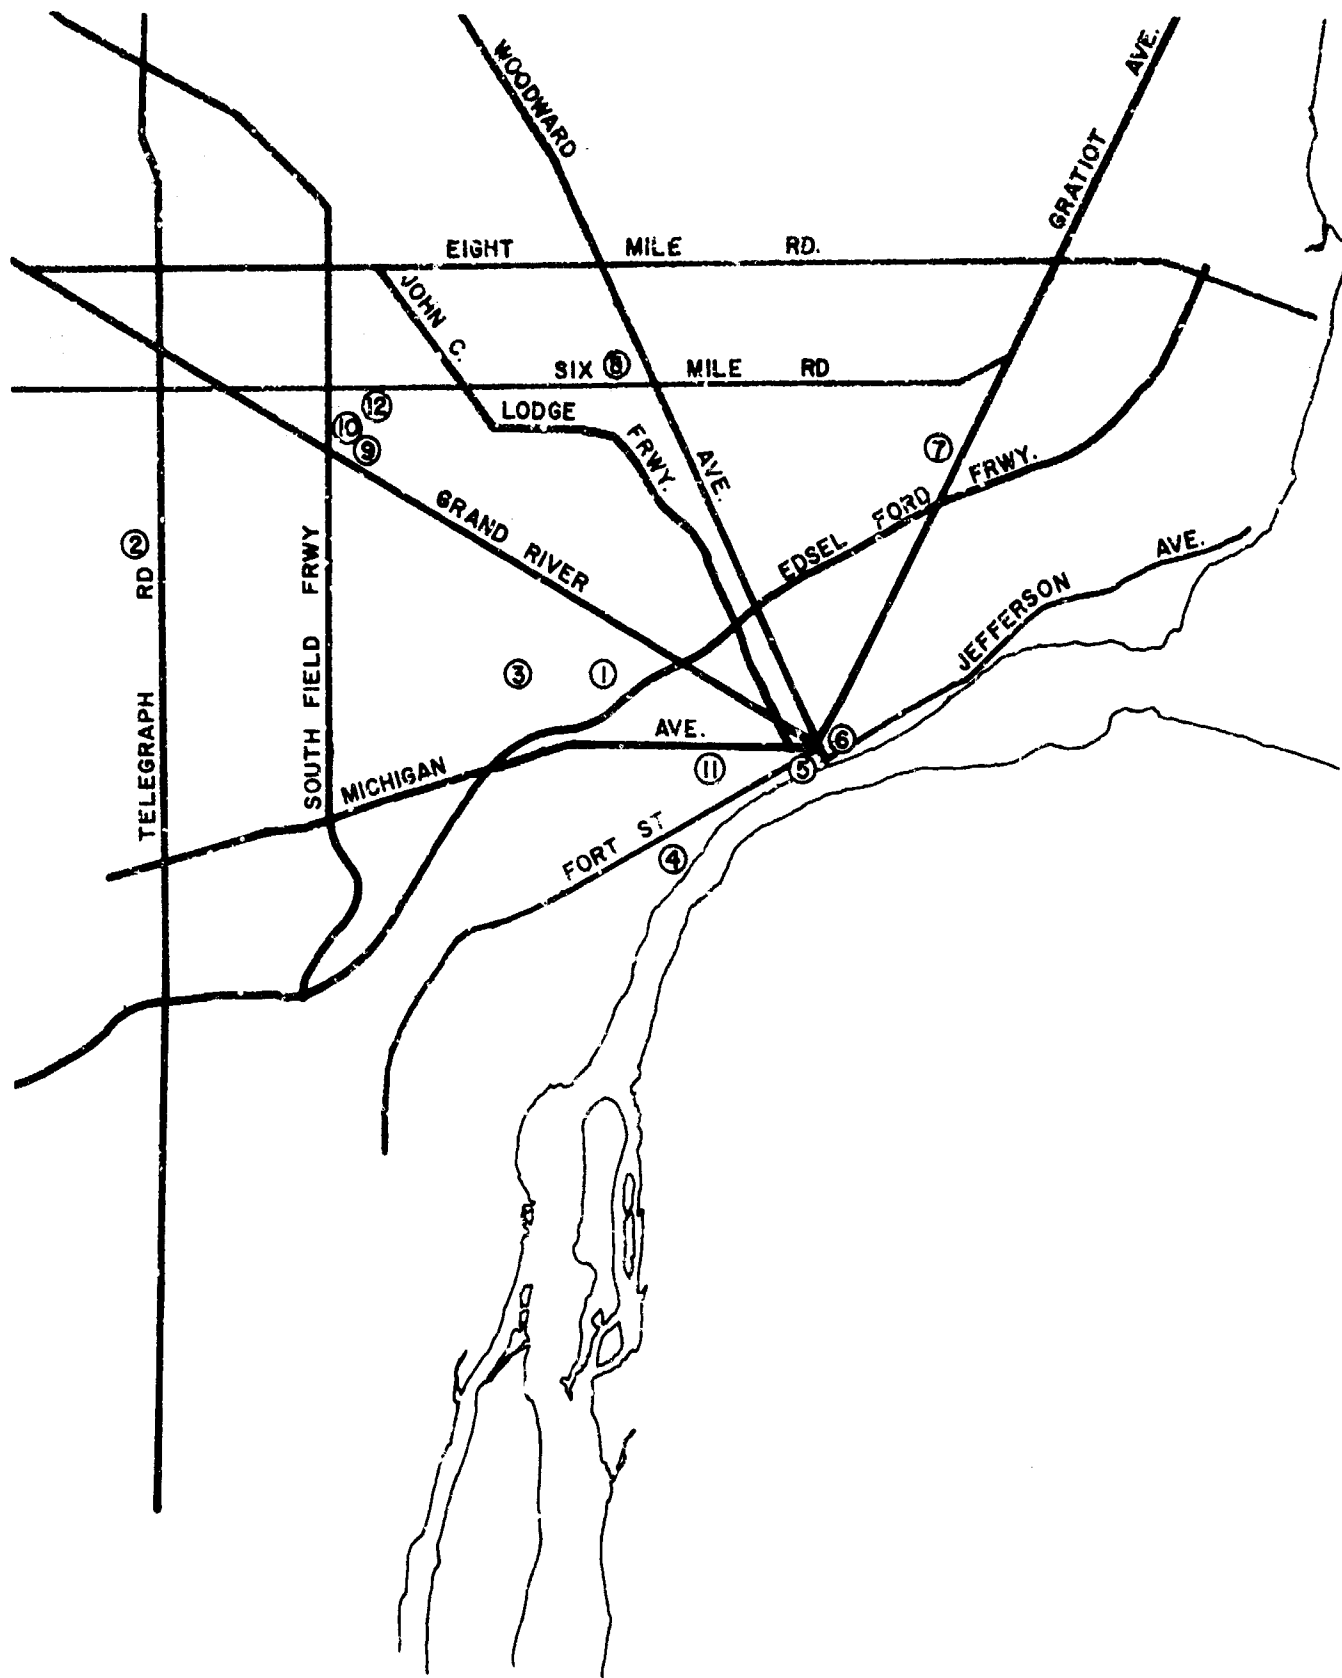 WOODWARD
AVE.
GRATIOT
EIGHT MILE RD.
JOHN C.
SIX 8 MILE RD
12
LODGE
10
9
FRWY.
7
AVE.
FRWY.
GRAND RIVER
EDSEL FORD
2
RD
SOUTH FIELD FRWY
AVE.
JEFFERSON
3
1
TELEGRAPH
AVE.
6
MICHIGAN
11
5
FORT ST
4